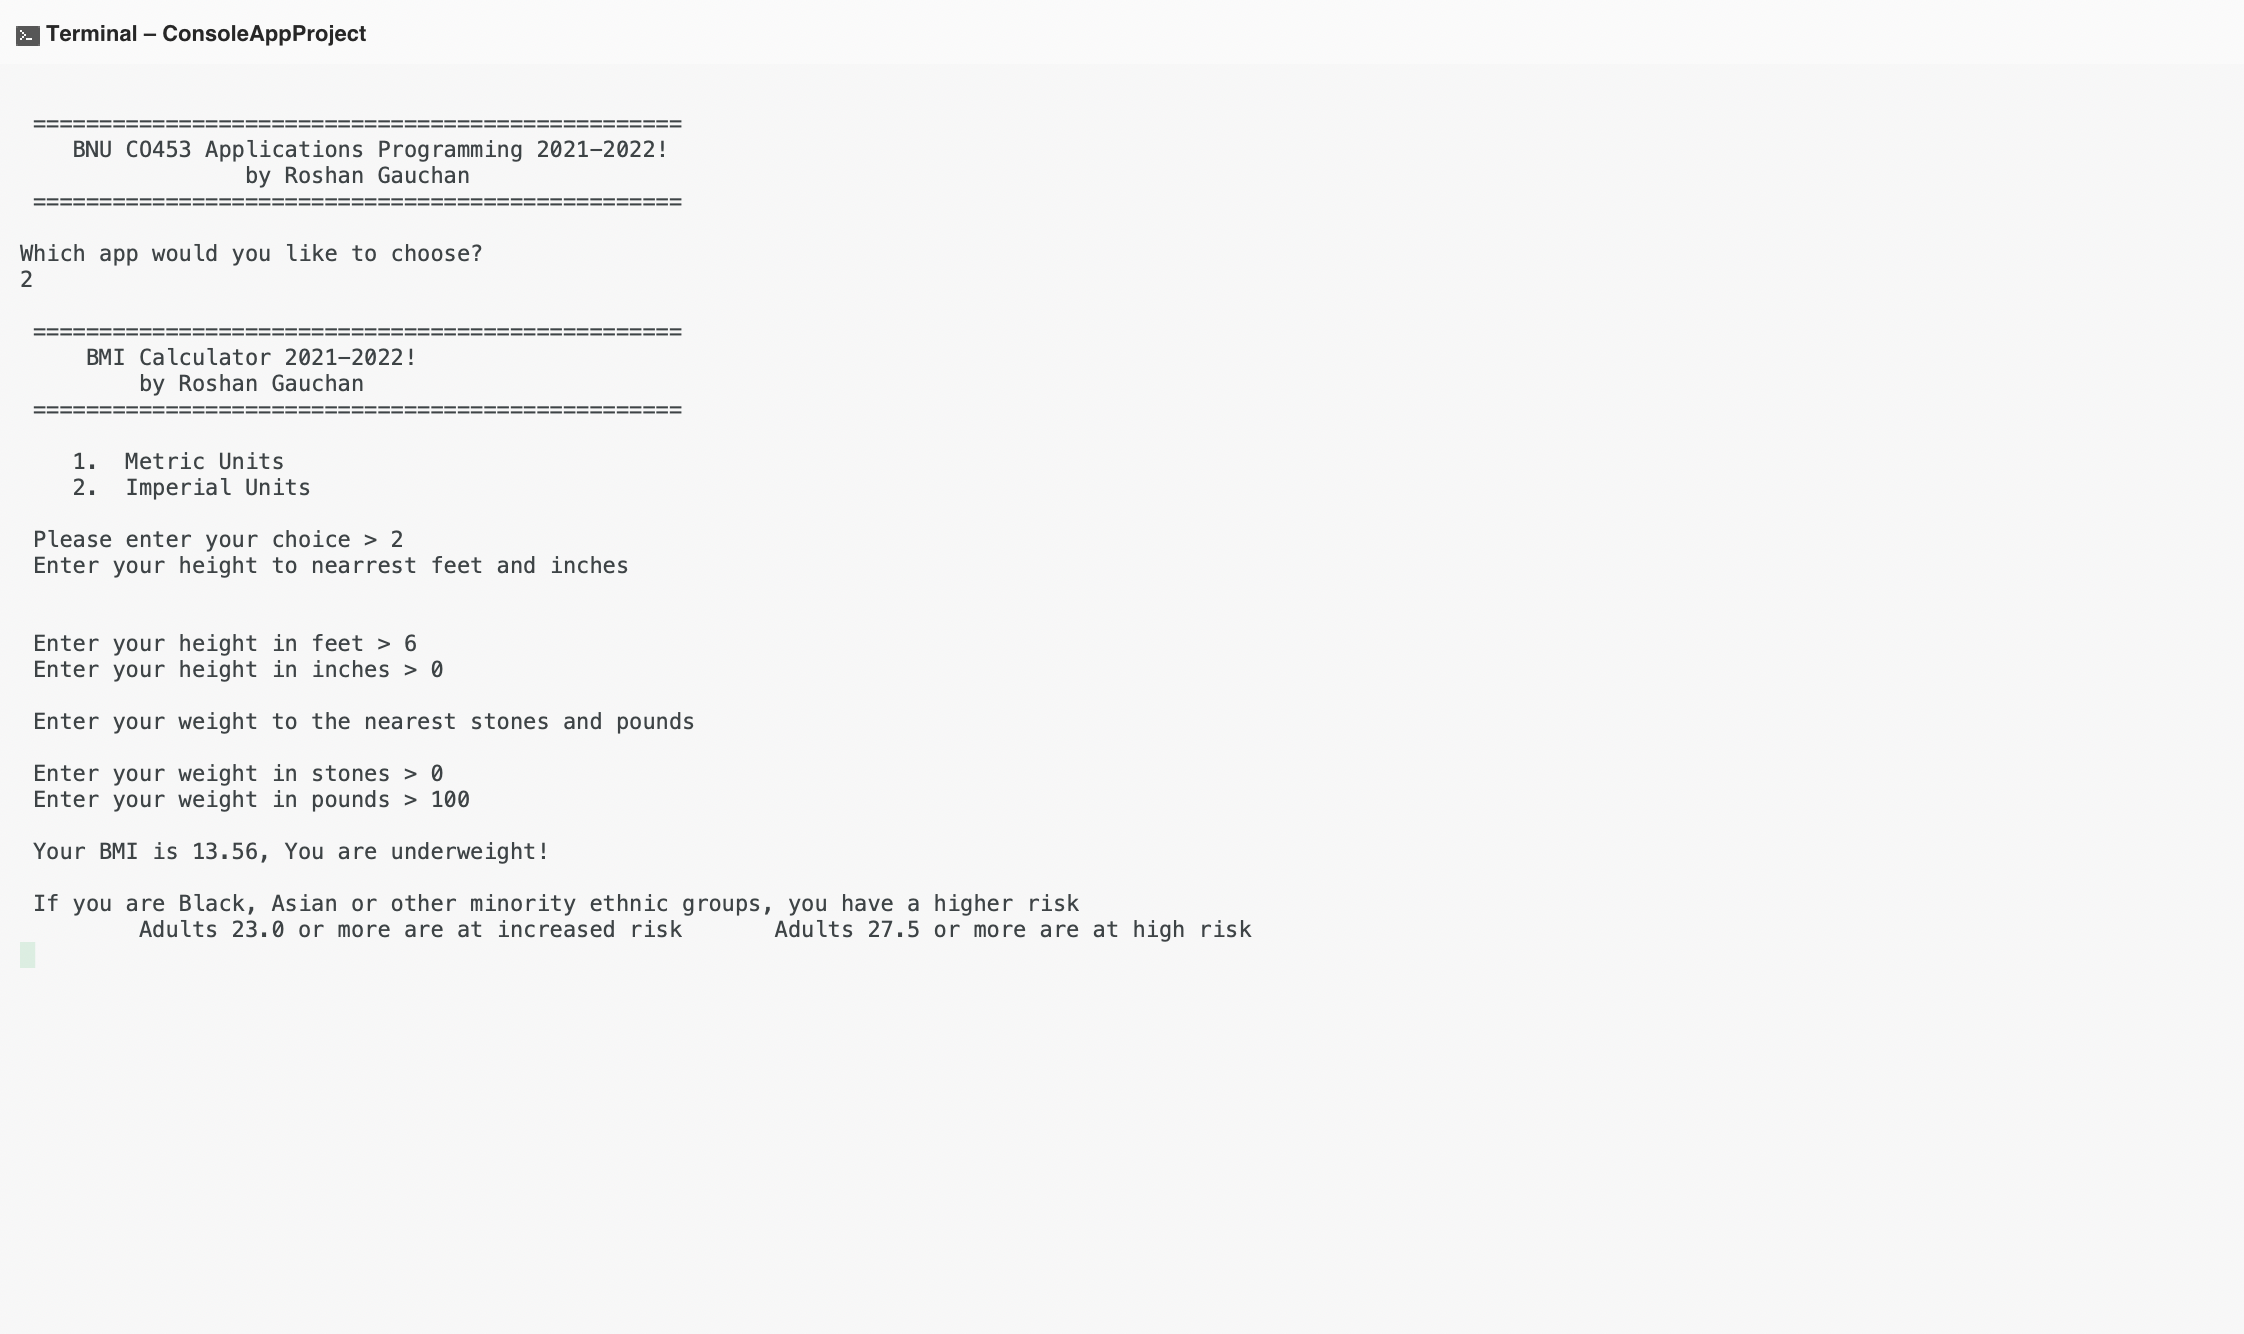 Terminal – ConsoleAppProject
=================================================
BNU CO453 Applications Programming 2021-2022!
by Roshan Gauchan
=================================================
Which app would you like to choose?
2
=================================================
BMI Calculator 2021-2022!
by Roshan Gauchan
=================================================
1.  Metric Units
2.  Imperial Units
Please enter your choice > 2
Enter your height to nearrest feet and inches
Enter your height in feet > 6
Enter your height in inches > 0
Enter your weight to the nearest stones and pounds
Enter your weight in stones > 0
Enter your weight in pounds > 100
Your BMI is 13.56, You are underweight!
If you are Black, Asian or other minority ethnic groups, you have a higher risk
Adults 23.0 or more are at increased risk       Adults 27.5 or more are at high risk